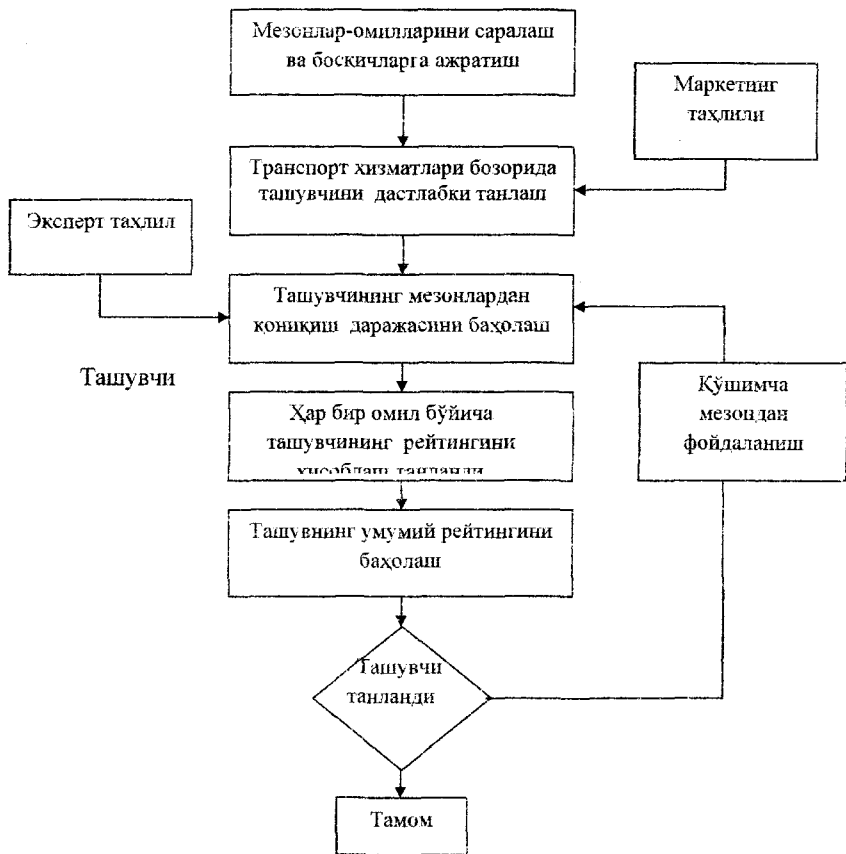 Мезонлар-омилларини саралаш
ва босқичларга ажратиш
Маркетинг
таҳлили
Транспорт хизматлари бозорида
ташувчини дастлабки танлаш
Эксперт таҳлил
Ташувчининг мезонлардан
қониқиш даражасини баҳолаш
Ташувчи
Қўшимча
мезондан
фойдаланиш
Ҳар бир омил бўйича
ташувчининг рейтингини
ҳисоблаш танланди
Ташувнинг умумий рейтингини
баҳолаш
Ташувчи
танланди
Тамом